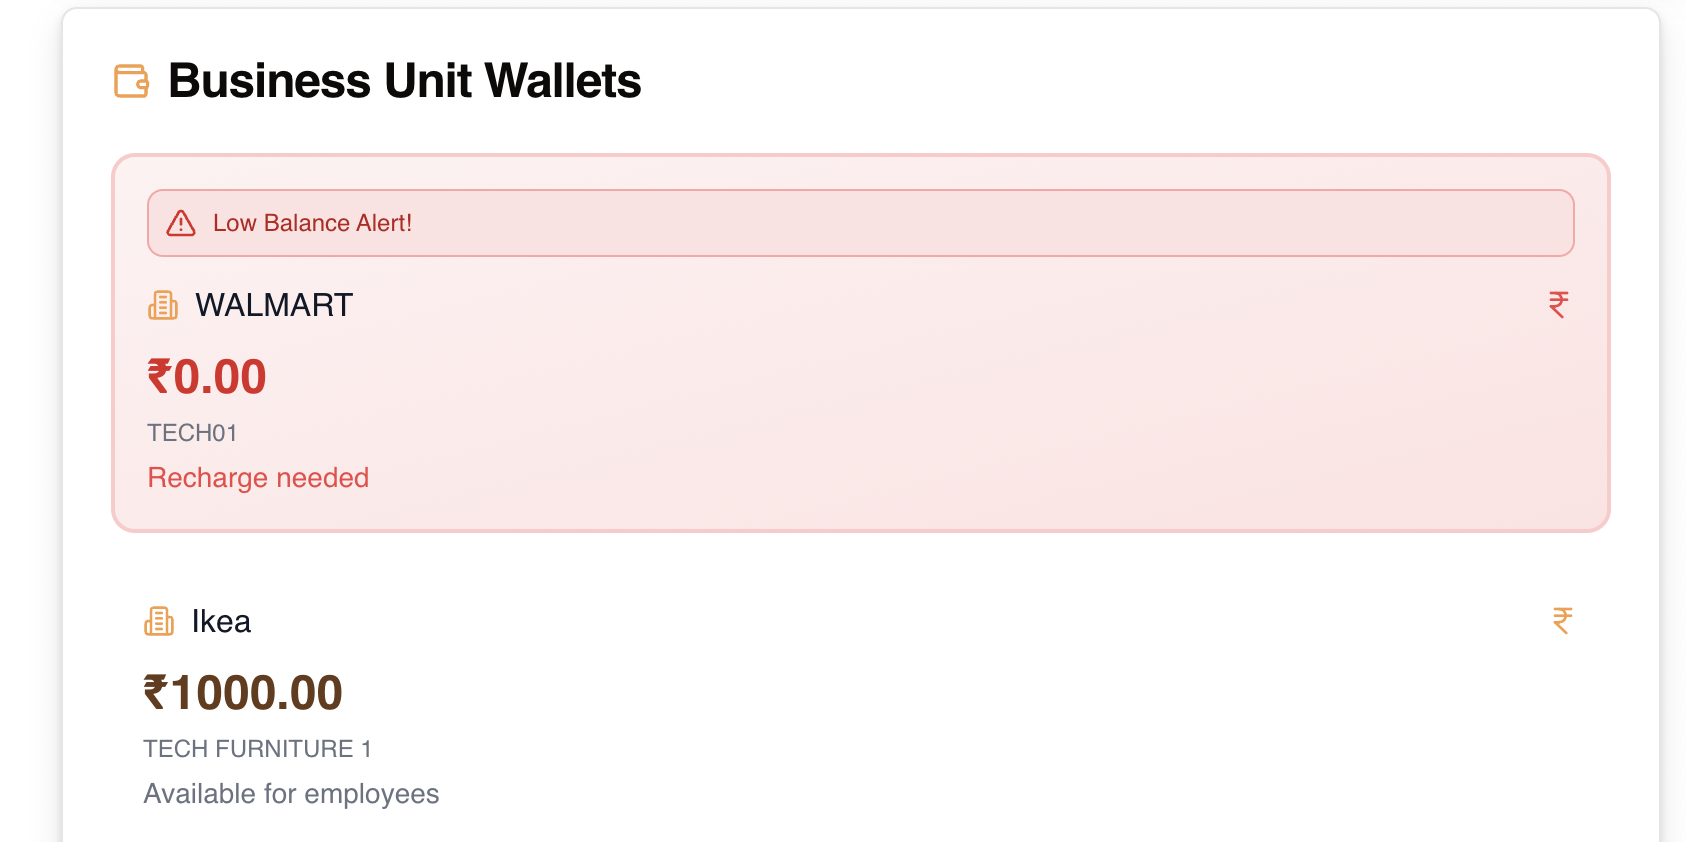 Business Unit Wallets
Low Balance Alert!
WALMART
₹
₹0.00
TECH01
Recharge needed
Ikea
₹
₹1000.00
TECH FURNITURE 1
Available for employees